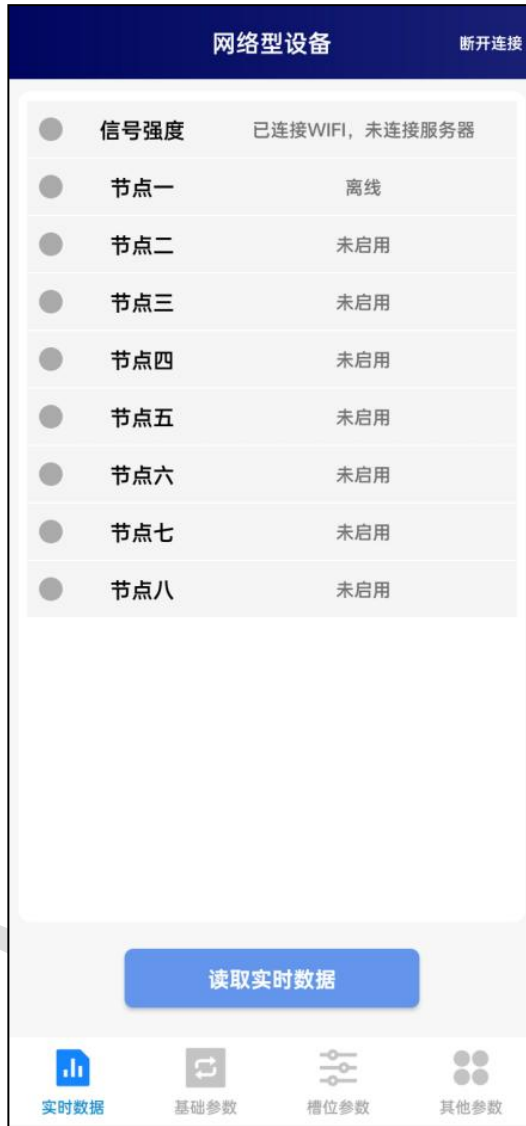 网络型设备 断开连接
信号强度 已连接WIFI，未连接服务器
节点一 离线
节点二 未启用
节点三 未启用
节点四 未启用
节点五 未启用
节点六 未启用
节点七 未启用
节点八 未启用
读取实时数据
实时数据 基础参数 槽位参数 其他参数